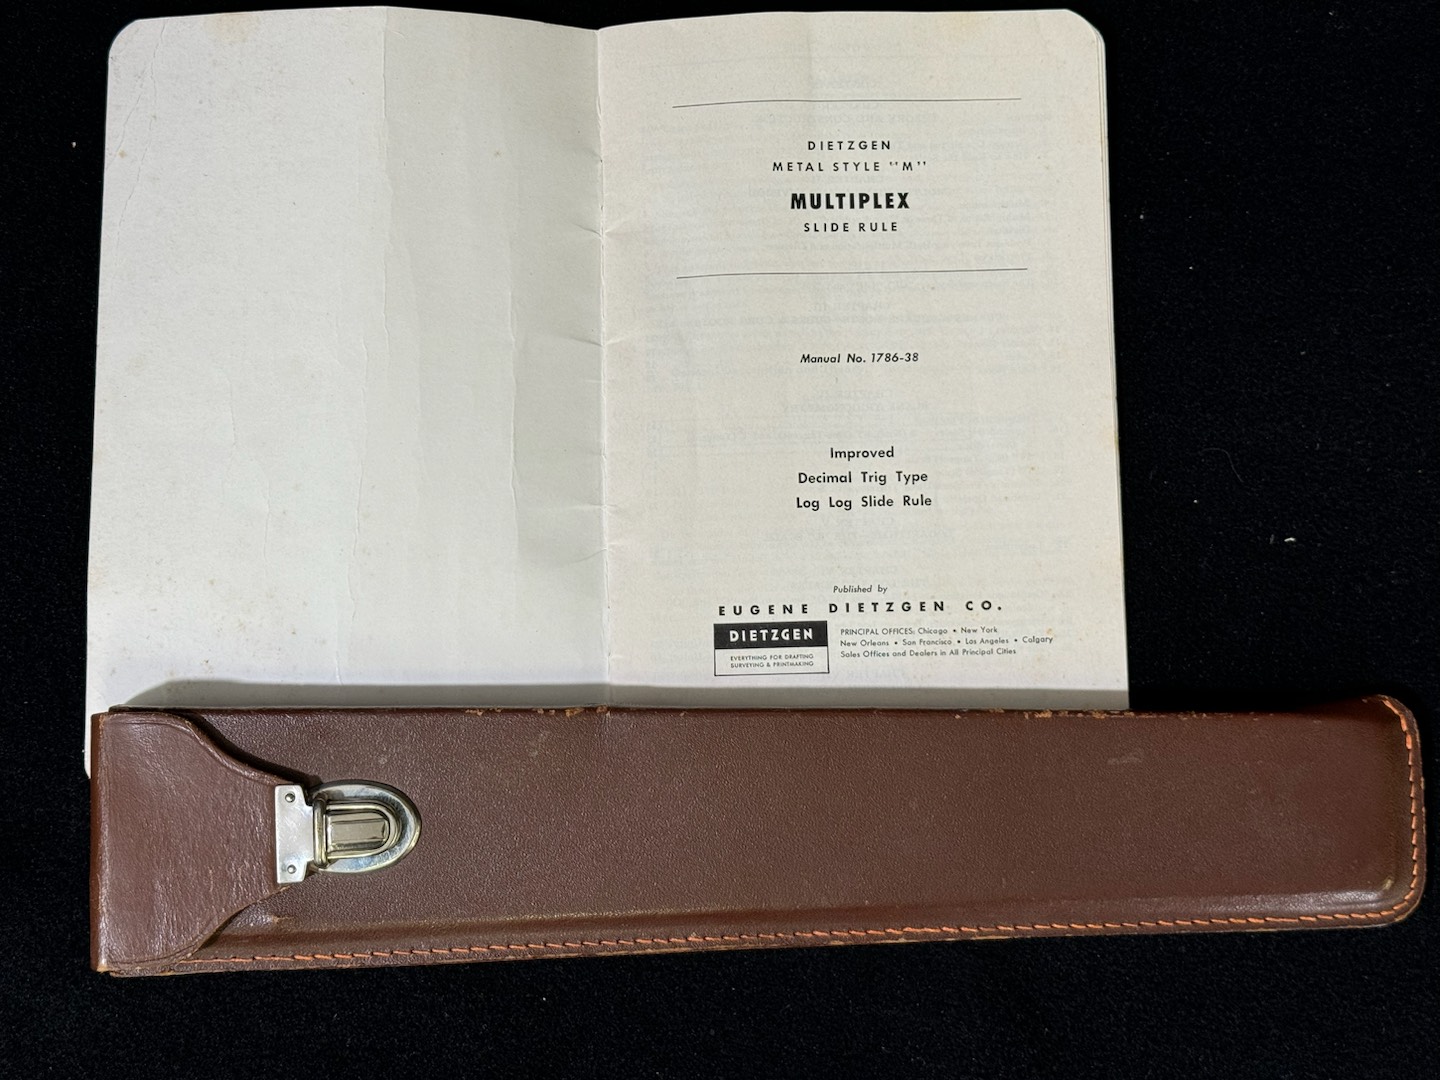 DIETZGEN
METAL STYLE "M"
MULTIPLEX
SLIDE RULE
Manual No. 1786-38
Improved
Decimal Trig Type
Log Log Slide Rule
Published by
EUGENE DIETZGEN CO.
DIETZGEN
EVERYTHING FOR DRAFTING
SURVEYING & PRINTMAKING
PRINCIPAL OFFICES: Chicago • New York
New Orleans • San Francisco • Los Angeles • Calgary
Sales Offices and Dealers in All Principal Cities